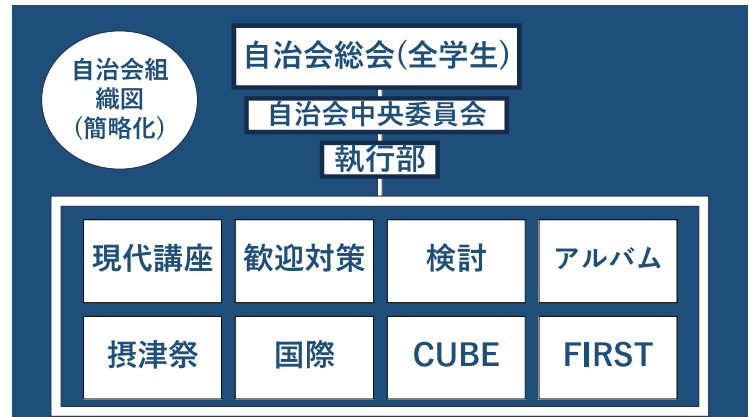 自治会組
織図
(簡略化)
自治会総会(全学生)
自治会中央委員会
執行部
現代講座
歓迎対策
検討
アルバム
摂津祭
国際
CUBE
FIRST